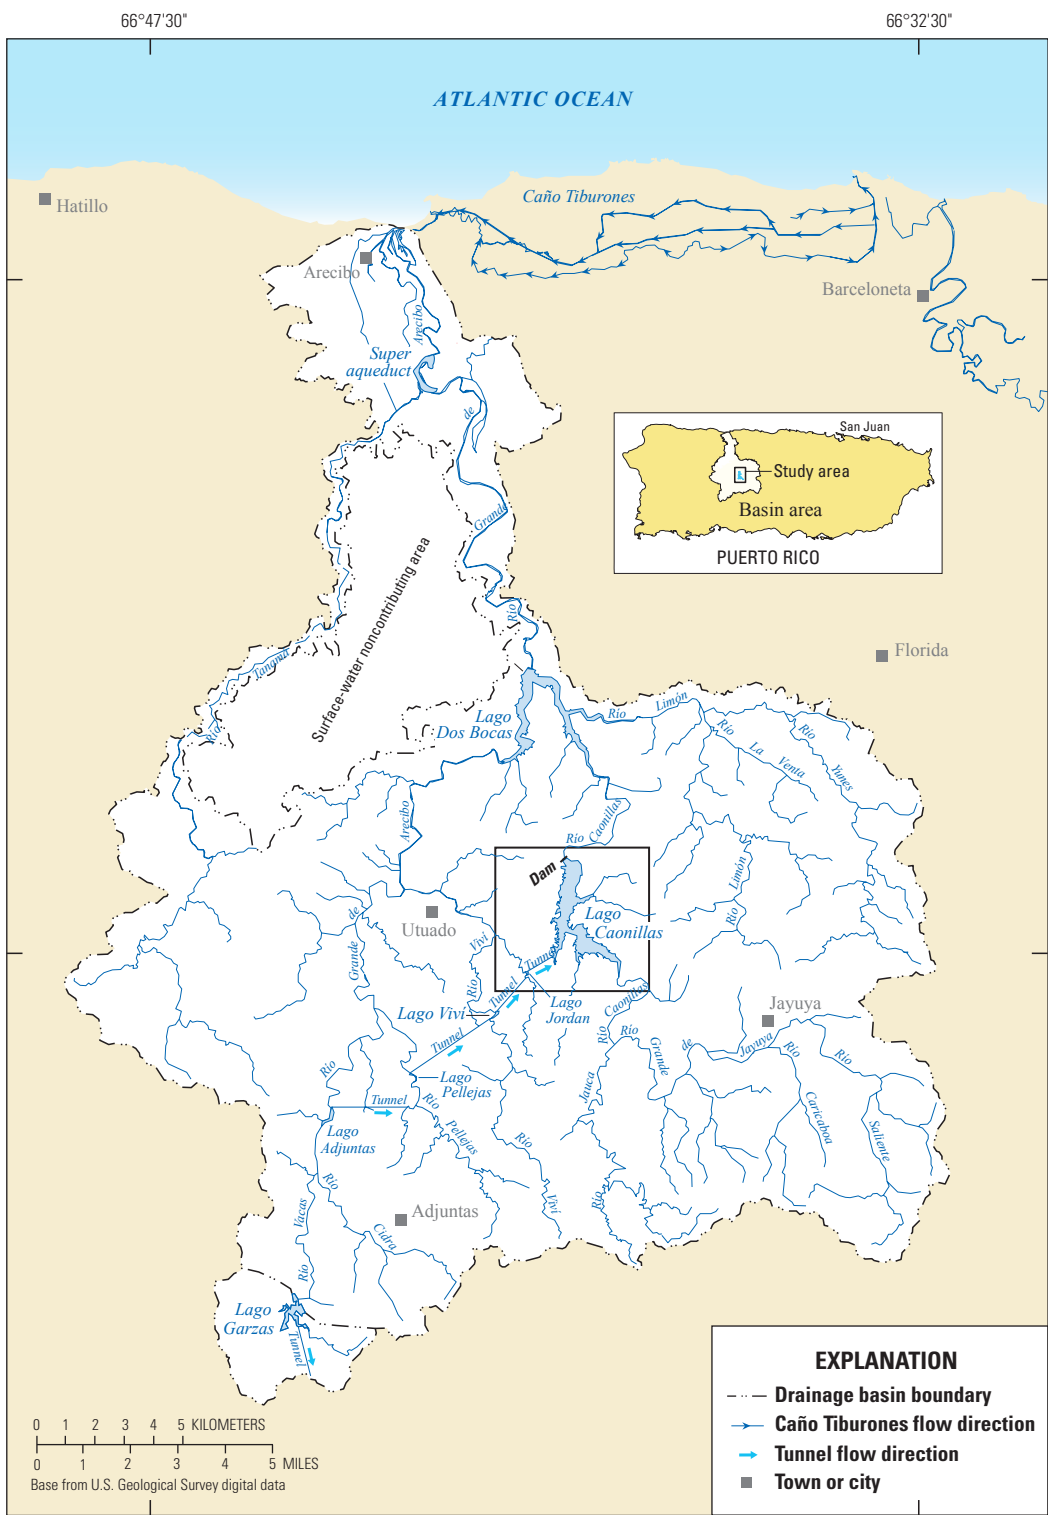 66°47'30"
66°32'30"
ATLANTIC OCEAN
Hatillo
Caño Tiburones
Arecibo
Barceloneta
Arecibo
Super
aqueduct
de
San Juan
Study area
Basin area
PUERTO RICO
Grande
Surface-water noncontributing area
Río
Florida
Tanamá
Río
Lago
Dos Bocas
Río
Limón
Río
La
Venta
Río
Yunes
Arecibo
Río
Caonillas
Dam
Limón
Río
Lago
Caonillas
de
Utuado
Grande
Viví
Río
Tunnel
Tunnel
Lago
Jordan
Caonillas
Río
Jayuya
Lago Viví
Tunnel
Río
Grande
de
Jayuya
Río
Río
Río
Lago
Pellejas
Jauca
Tunnel
Río
Pellejas
Caricaboa
Saliente
Lago
Adjuntas
Río
Viví
Río
Río
Vacas
Río
Adjuntas
Cidra
Lago
Garzas
Tunnel
EXPLANATION
Drainage basin boundary
Caño Tiburones flow direction
Tunnel flow direction
Town or city
0 1 2 3 4 5 KILOMETERS
0 1 2 3 4 5 MILES
Base from U.S. Geological Survey digital data